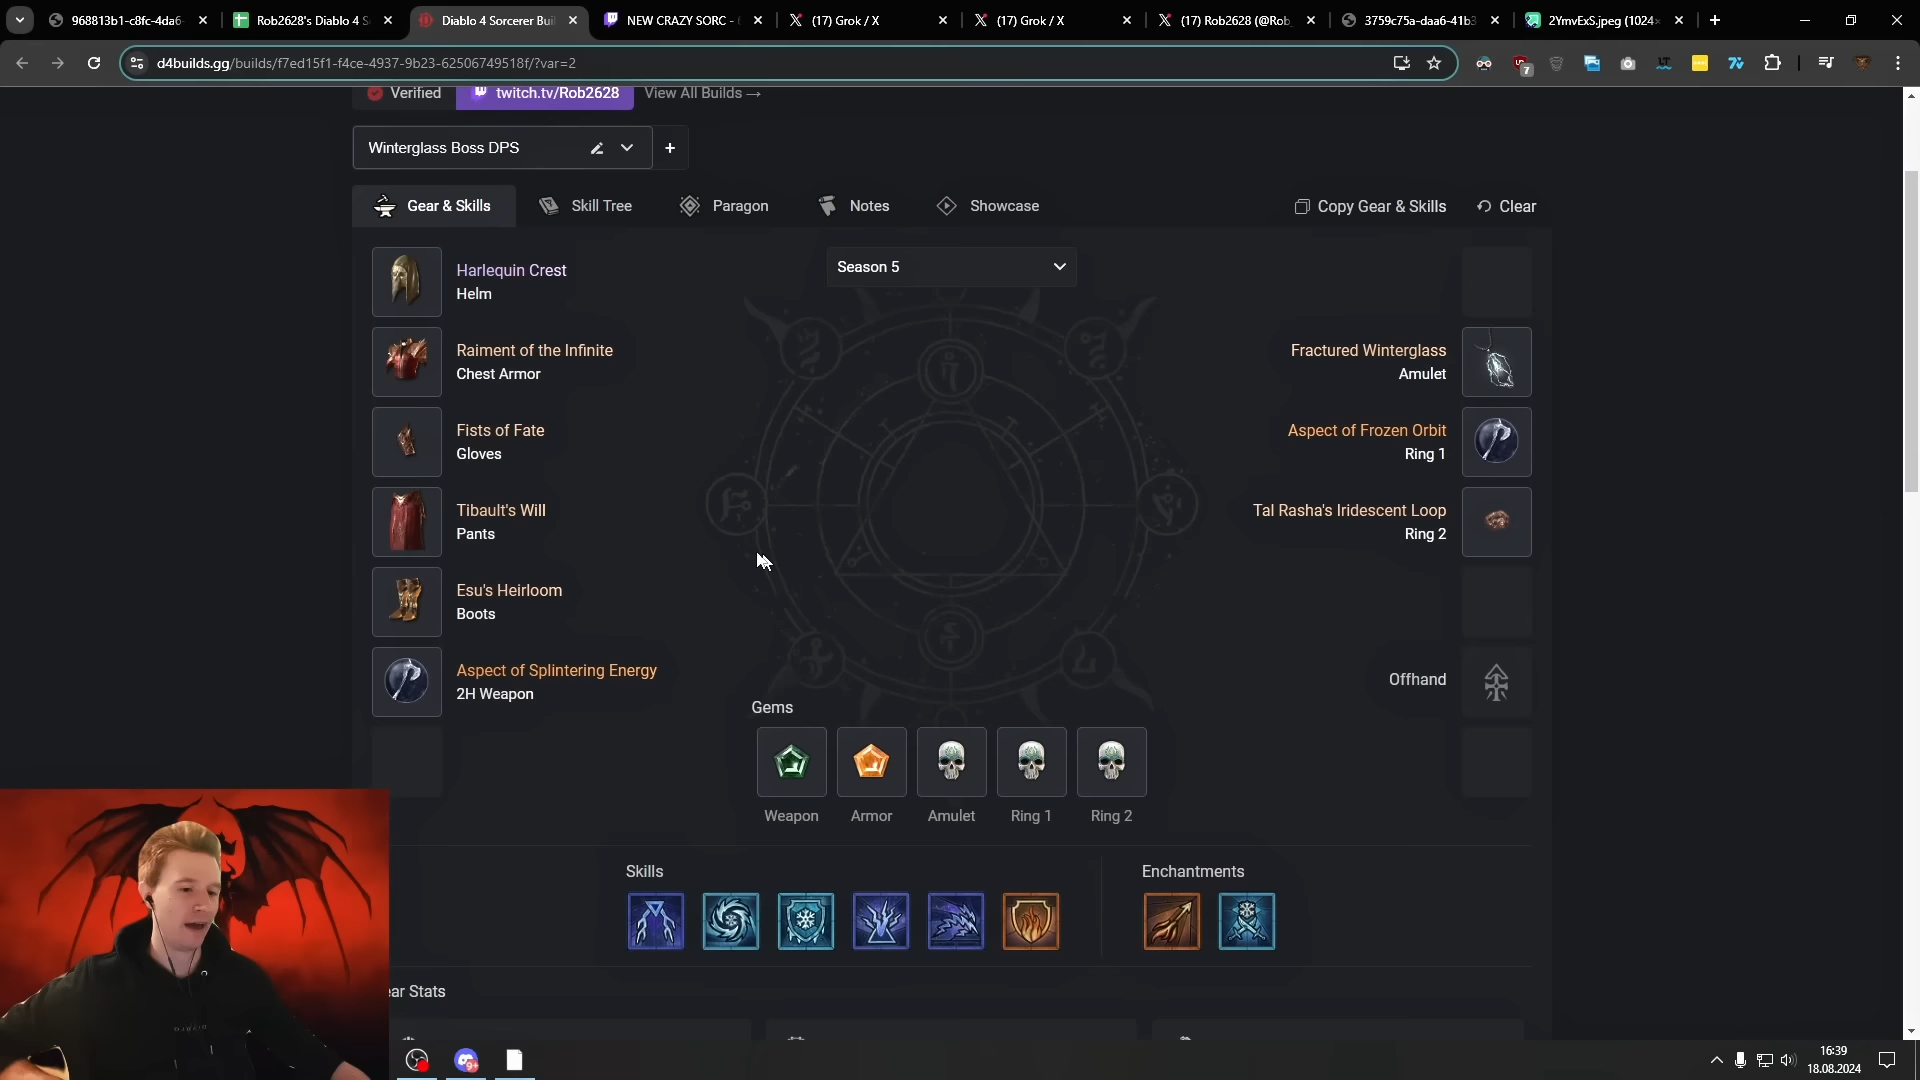 968813b1-c8fc-4da6-
Rob2628's Diablo 4 S
Diablo 4 Sorcerer Bui
NEW CRAZY SORC -
(17) Grok / X
(17) Grok / X
(17) Rob2628 (@Rob_
3759c75a-daa6-41b3
2YmvExS.jpeg (1024×
d4builds.gg/builds/f7ed15f1-f4ce-4937-9b23-62506749518f/?var=2
7
Verified
twitch.tv/Rob2628
View All Builds →
Winterglass Boss DPS
+
Gear & Skills
Skill Tree
Paragon
Notes
Showcase
Copy Gear & Skills
Clear
Harlequin Crest
Helm
Season 5
Raiment of the Infinite
Chest Armor
Fractured Winterglass
Amulet
Fists of Fate
Gloves
Aspect of Frozen Orbit
Ring 1
Tibault's Will
Pants
Tal Rasha's Iridescent Loop
Ring 2
Esu's Heirloom
Boots
Aspect of Splintering Energy
2H Weapon
Offhand
Gems
Weapon
Armor
Amulet
Ring 1
Ring 2
Skills
Enchantments
ear Stats
9+
16:39
18.08.2024